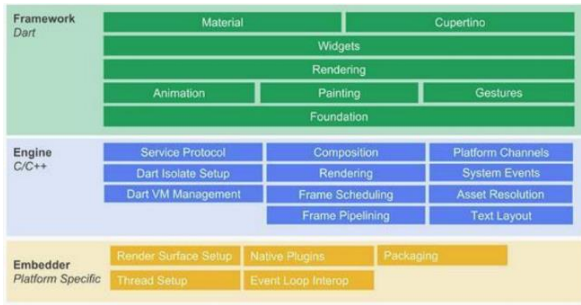 Framework
Dart
Material Cupertino
Widgets
Rendering
Animation Painting Gestures
Foundation
Engine
C/C++
Service Protocol Composition Platform Channels
Dart Isolate Setup Rendering System Events
Dart VM Management Frame Scheduling Asset Resolution
Frame Pipelining Text Layout
Embedder
Platform Specific
Render Surface Setup Native Plugins Packaging
Thread Setup Event Loop Interop